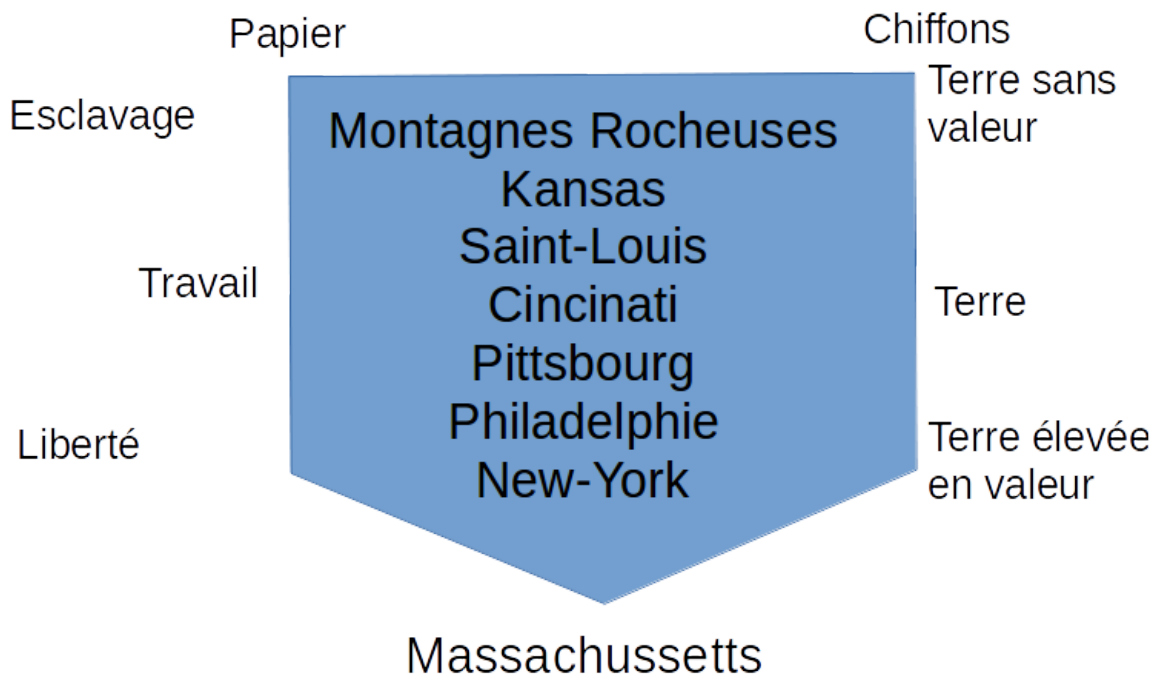 Papier
Chiffons
Esclavage
Terre sans
valeur
Montagnes Rocheuses
Kansas
Saint-Louis
Travail
Cincinati
Terre
Pittsbourg
Philadelphie
Liberté
Terre élevée
en valeur
New-York
Massachussetts